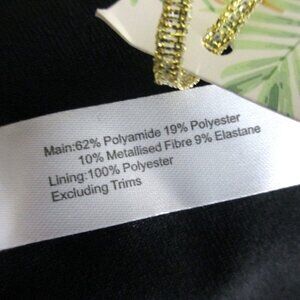 Main:62% Polyamide 19% Polyester
10% Metallised Fibre 9% Elastane
Lining:100% Polyester
Excluding Trims